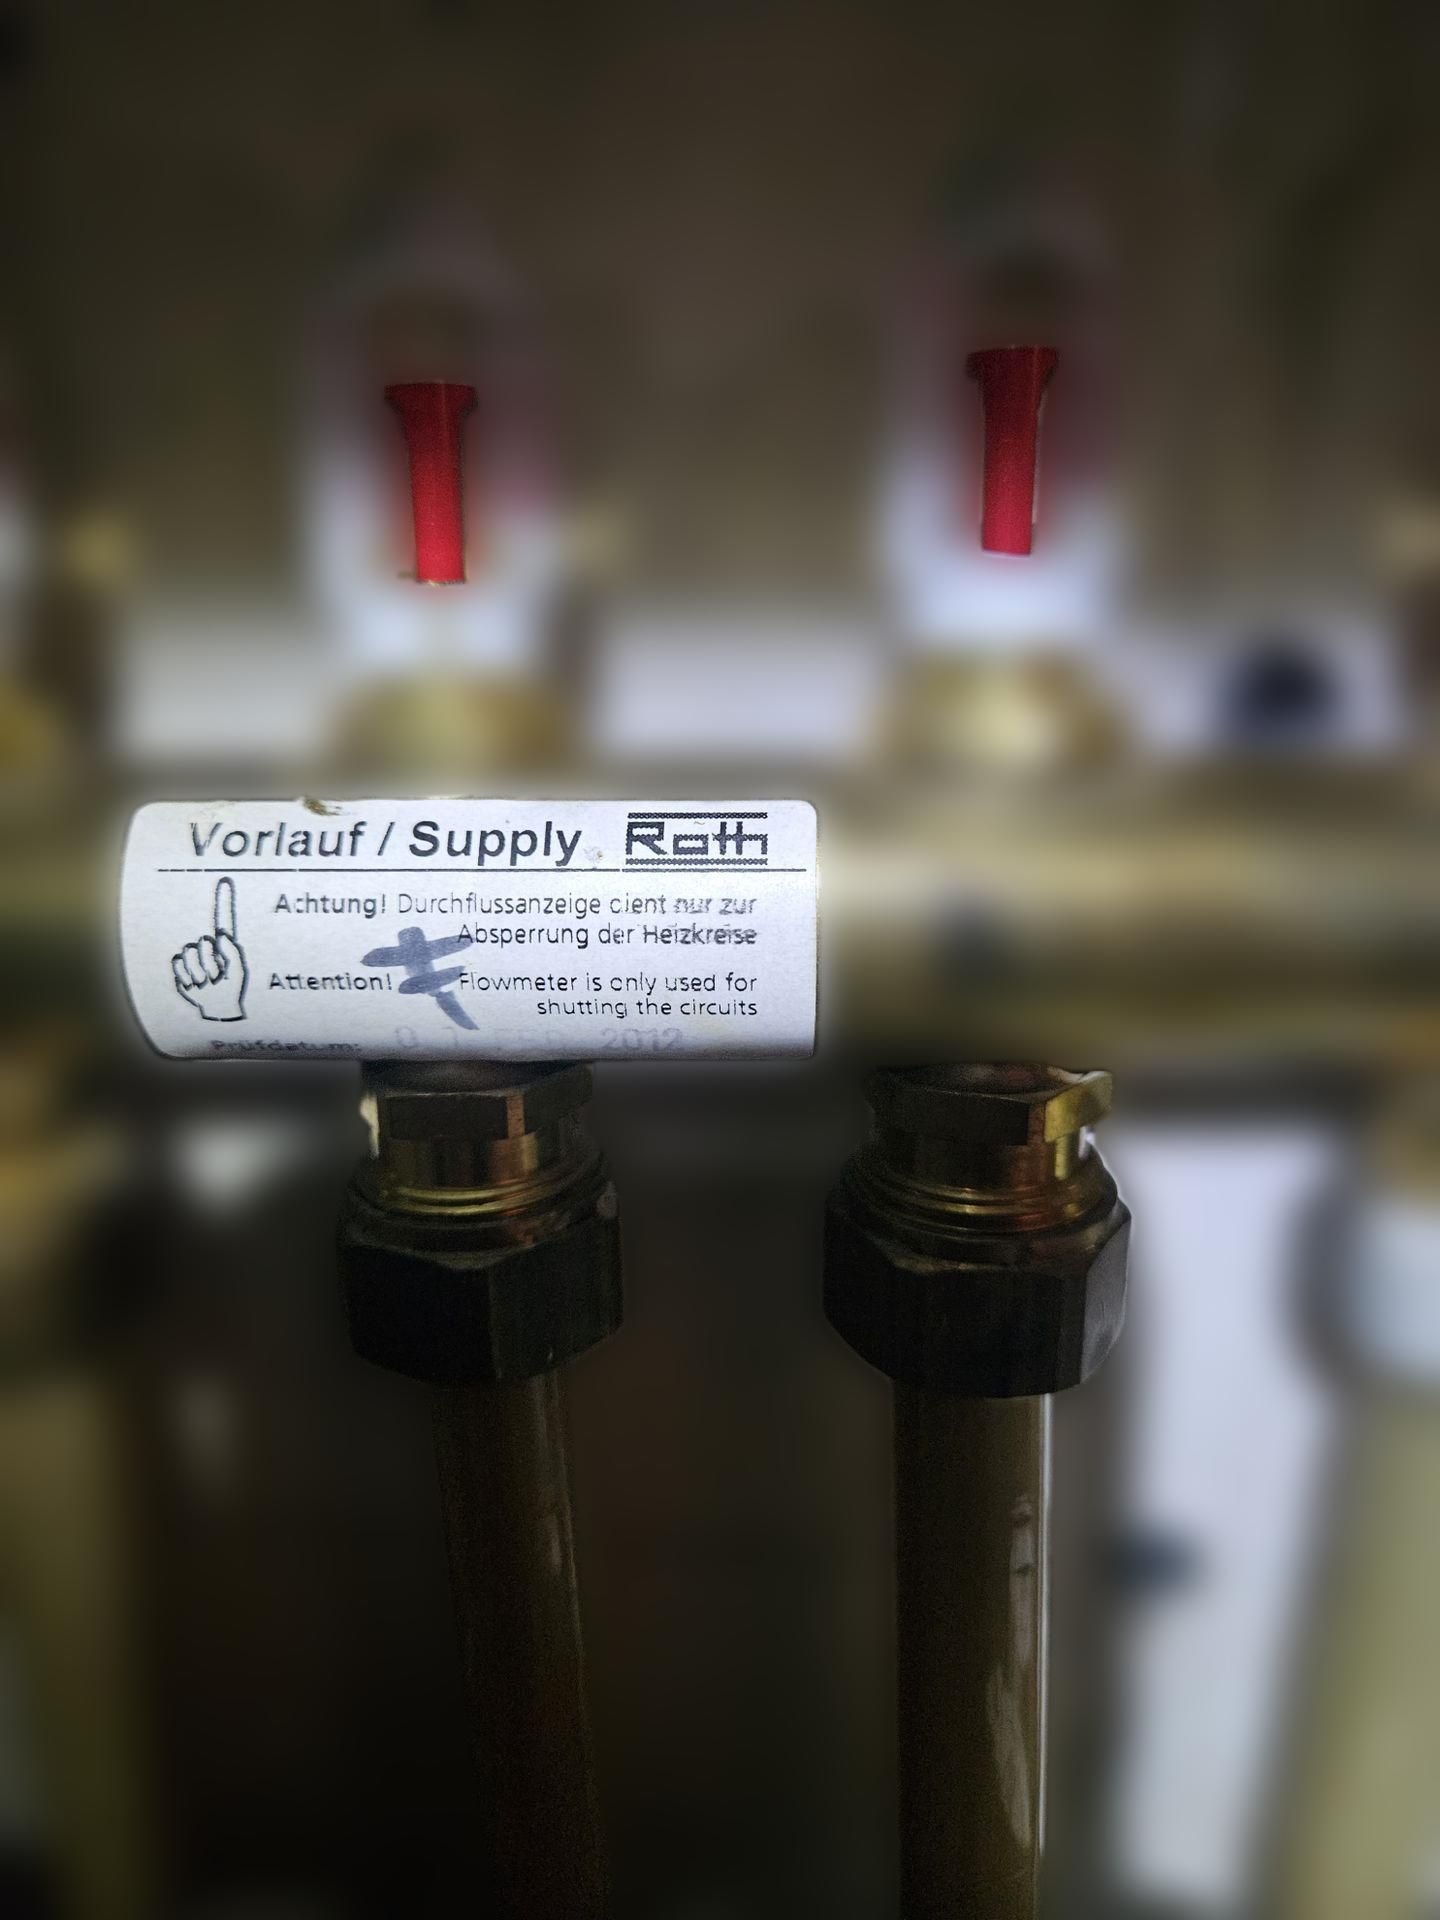 Vorlauf / Supply Roth
Achtung! Durchflussanzeige dient nur zur
Absperrung der Heizkreise
Attention! Flowmeter is only used for
shutting the circuits
Prüfdatum: 2012